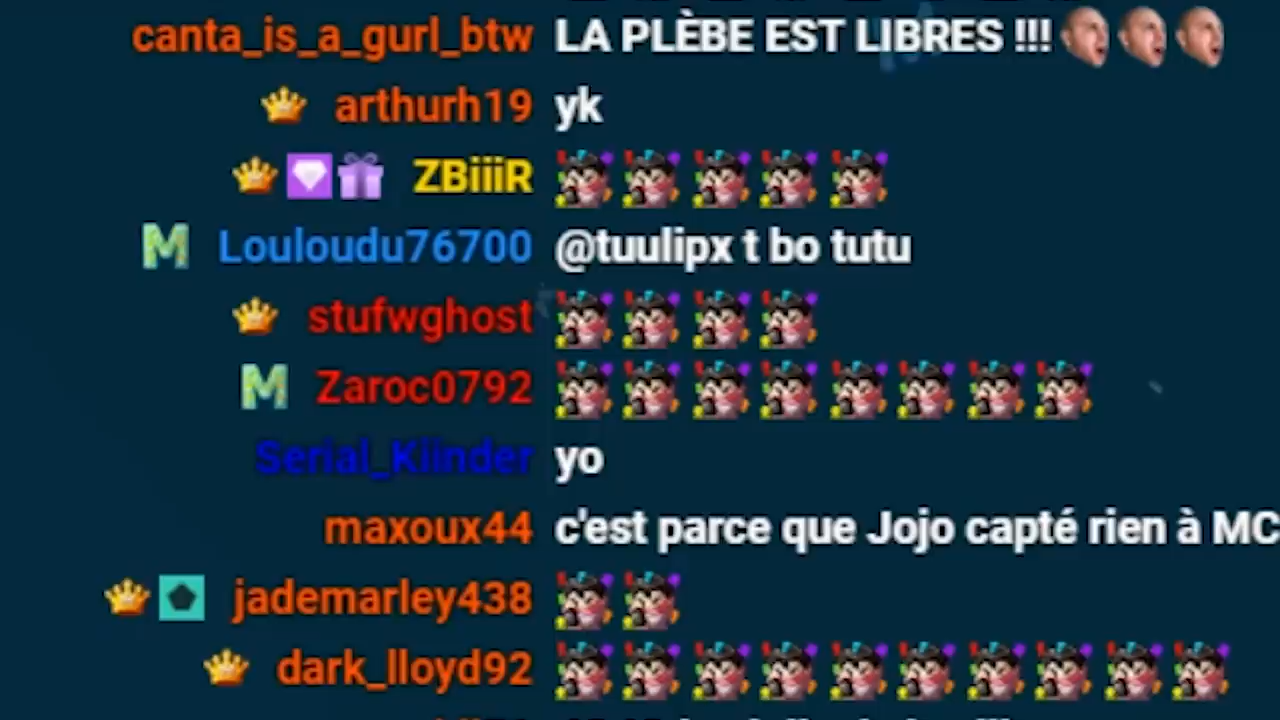 canta_is_a_gurl_btw LA PLÈBE EST LIBRES !!!
arthurh19 yk
ZBiiiR
Louloudu76700 @tuulipx t bo tutu
stufwghost
Zaroc0792
Serial_Kiinder yo
maxoux44 c'est parce que Jojo capté rien à MC
jademarley438
dark_lloyd92